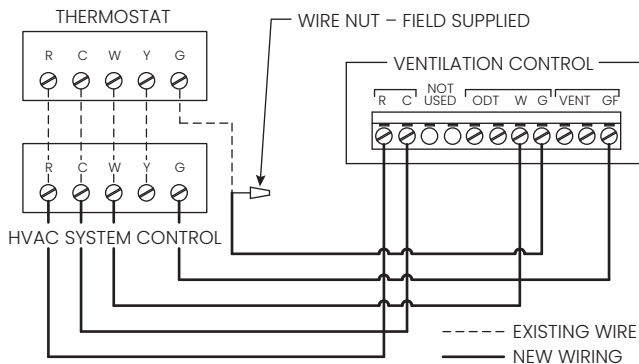 THERMOSTAT
R C W Y G
WIRE NUT – FIELD SUPPLIED
VENTILATION CONTROL
R C NOT USED ODT W G VENT GF
R C W Y G
HVAC SYSTEM CONTROL
EXISTING WIRE
NEW WIRING